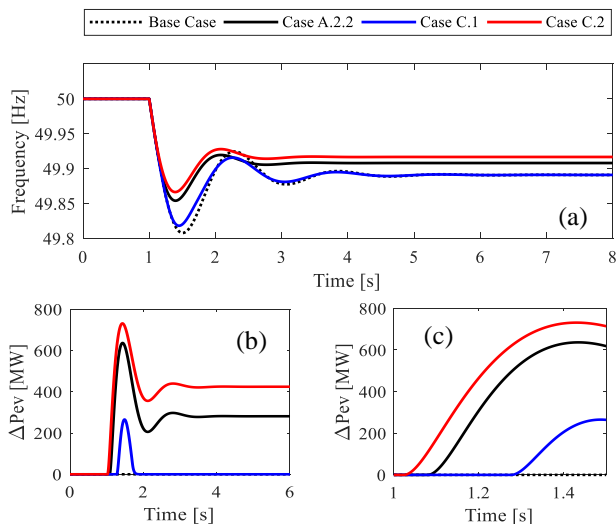 Base Case Case A.2.2 Case C.1 Case C.2
Frequency [Hz]
50
49.95
49.9
49.85
49.8
0 1 2 3 4 5 6 7 8
Time [s]
(a)
ΔPev [MW]
800
600
400
200
0
0 2 4 6
Time [s]
(b)
ΔPev [MW]
800
600
400
200
0
1 1.2 1.4
Time [s]
(c)